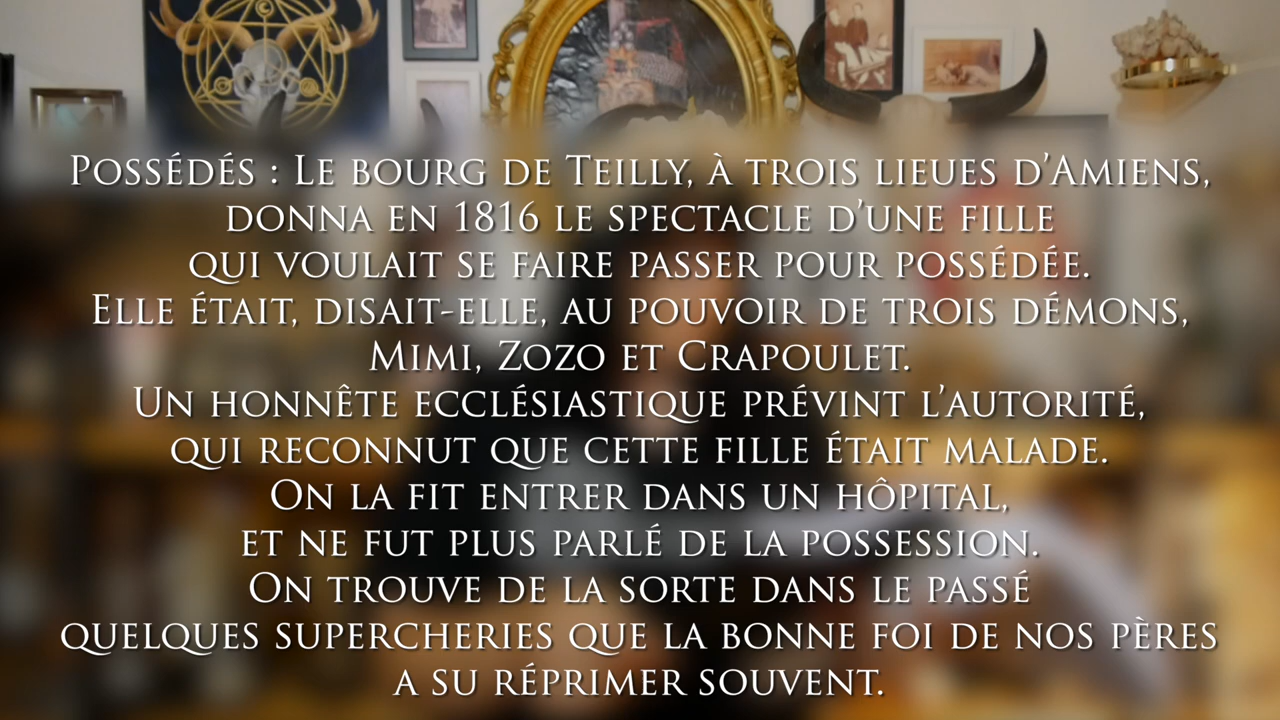 Possédés : Le bourg de Teilly, à trois lieues d’Amiens,
donna en 1816 le spectacle d’une fille
qui voulait se faire passer pour possédée.
Elle était, disait-elle, au pouvoir de trois démons,
Mimi, Zozo et Crapoulet.
Un honnête ecclésiastique prévint l’autorité,
qui reconnut que cette fille était malade.
On la fit entrer dans un hôpital,
et ne fut plus parlé de la possession.
On trouve de la sorte dans le passé
quelques supercheries que la bonne foi de nos pères
a su réprimer souvent.